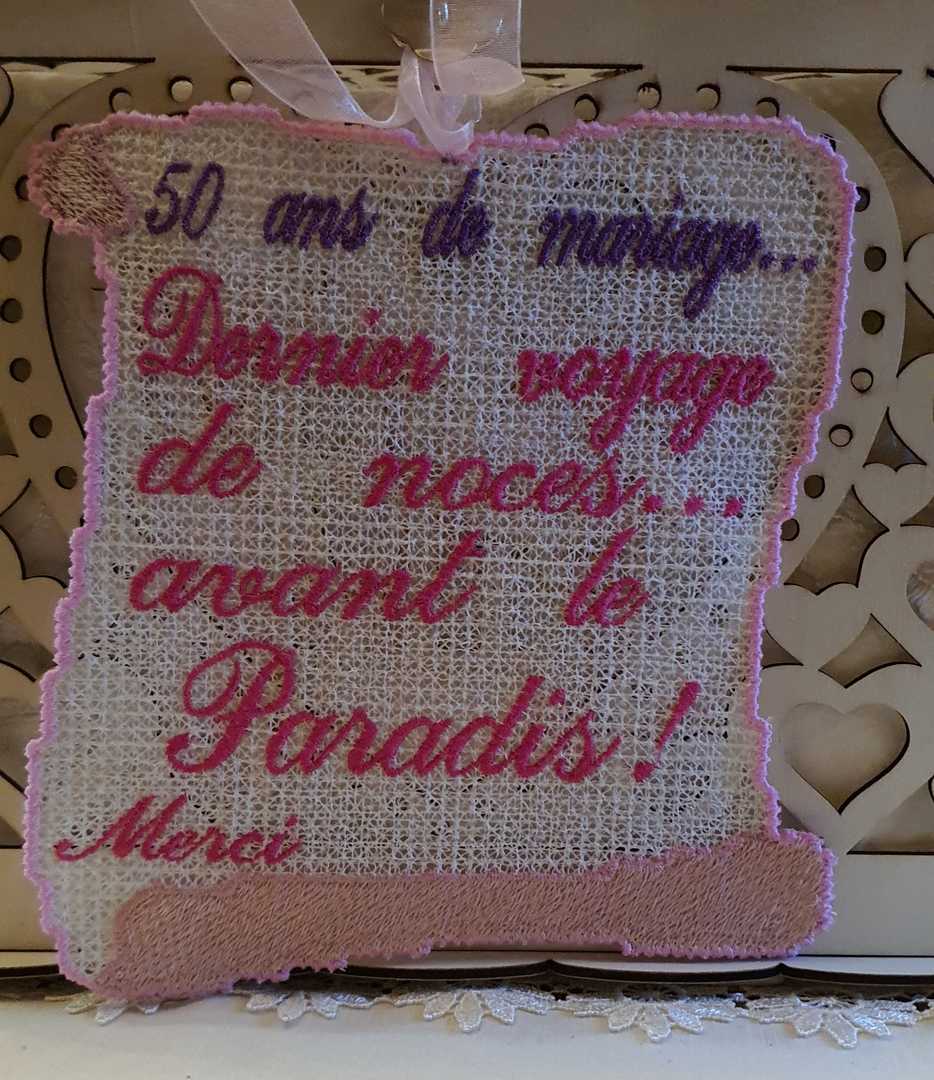 50 ans de mariage...
Dernier voyage
de noces...
avant le
Paradis !
Merci